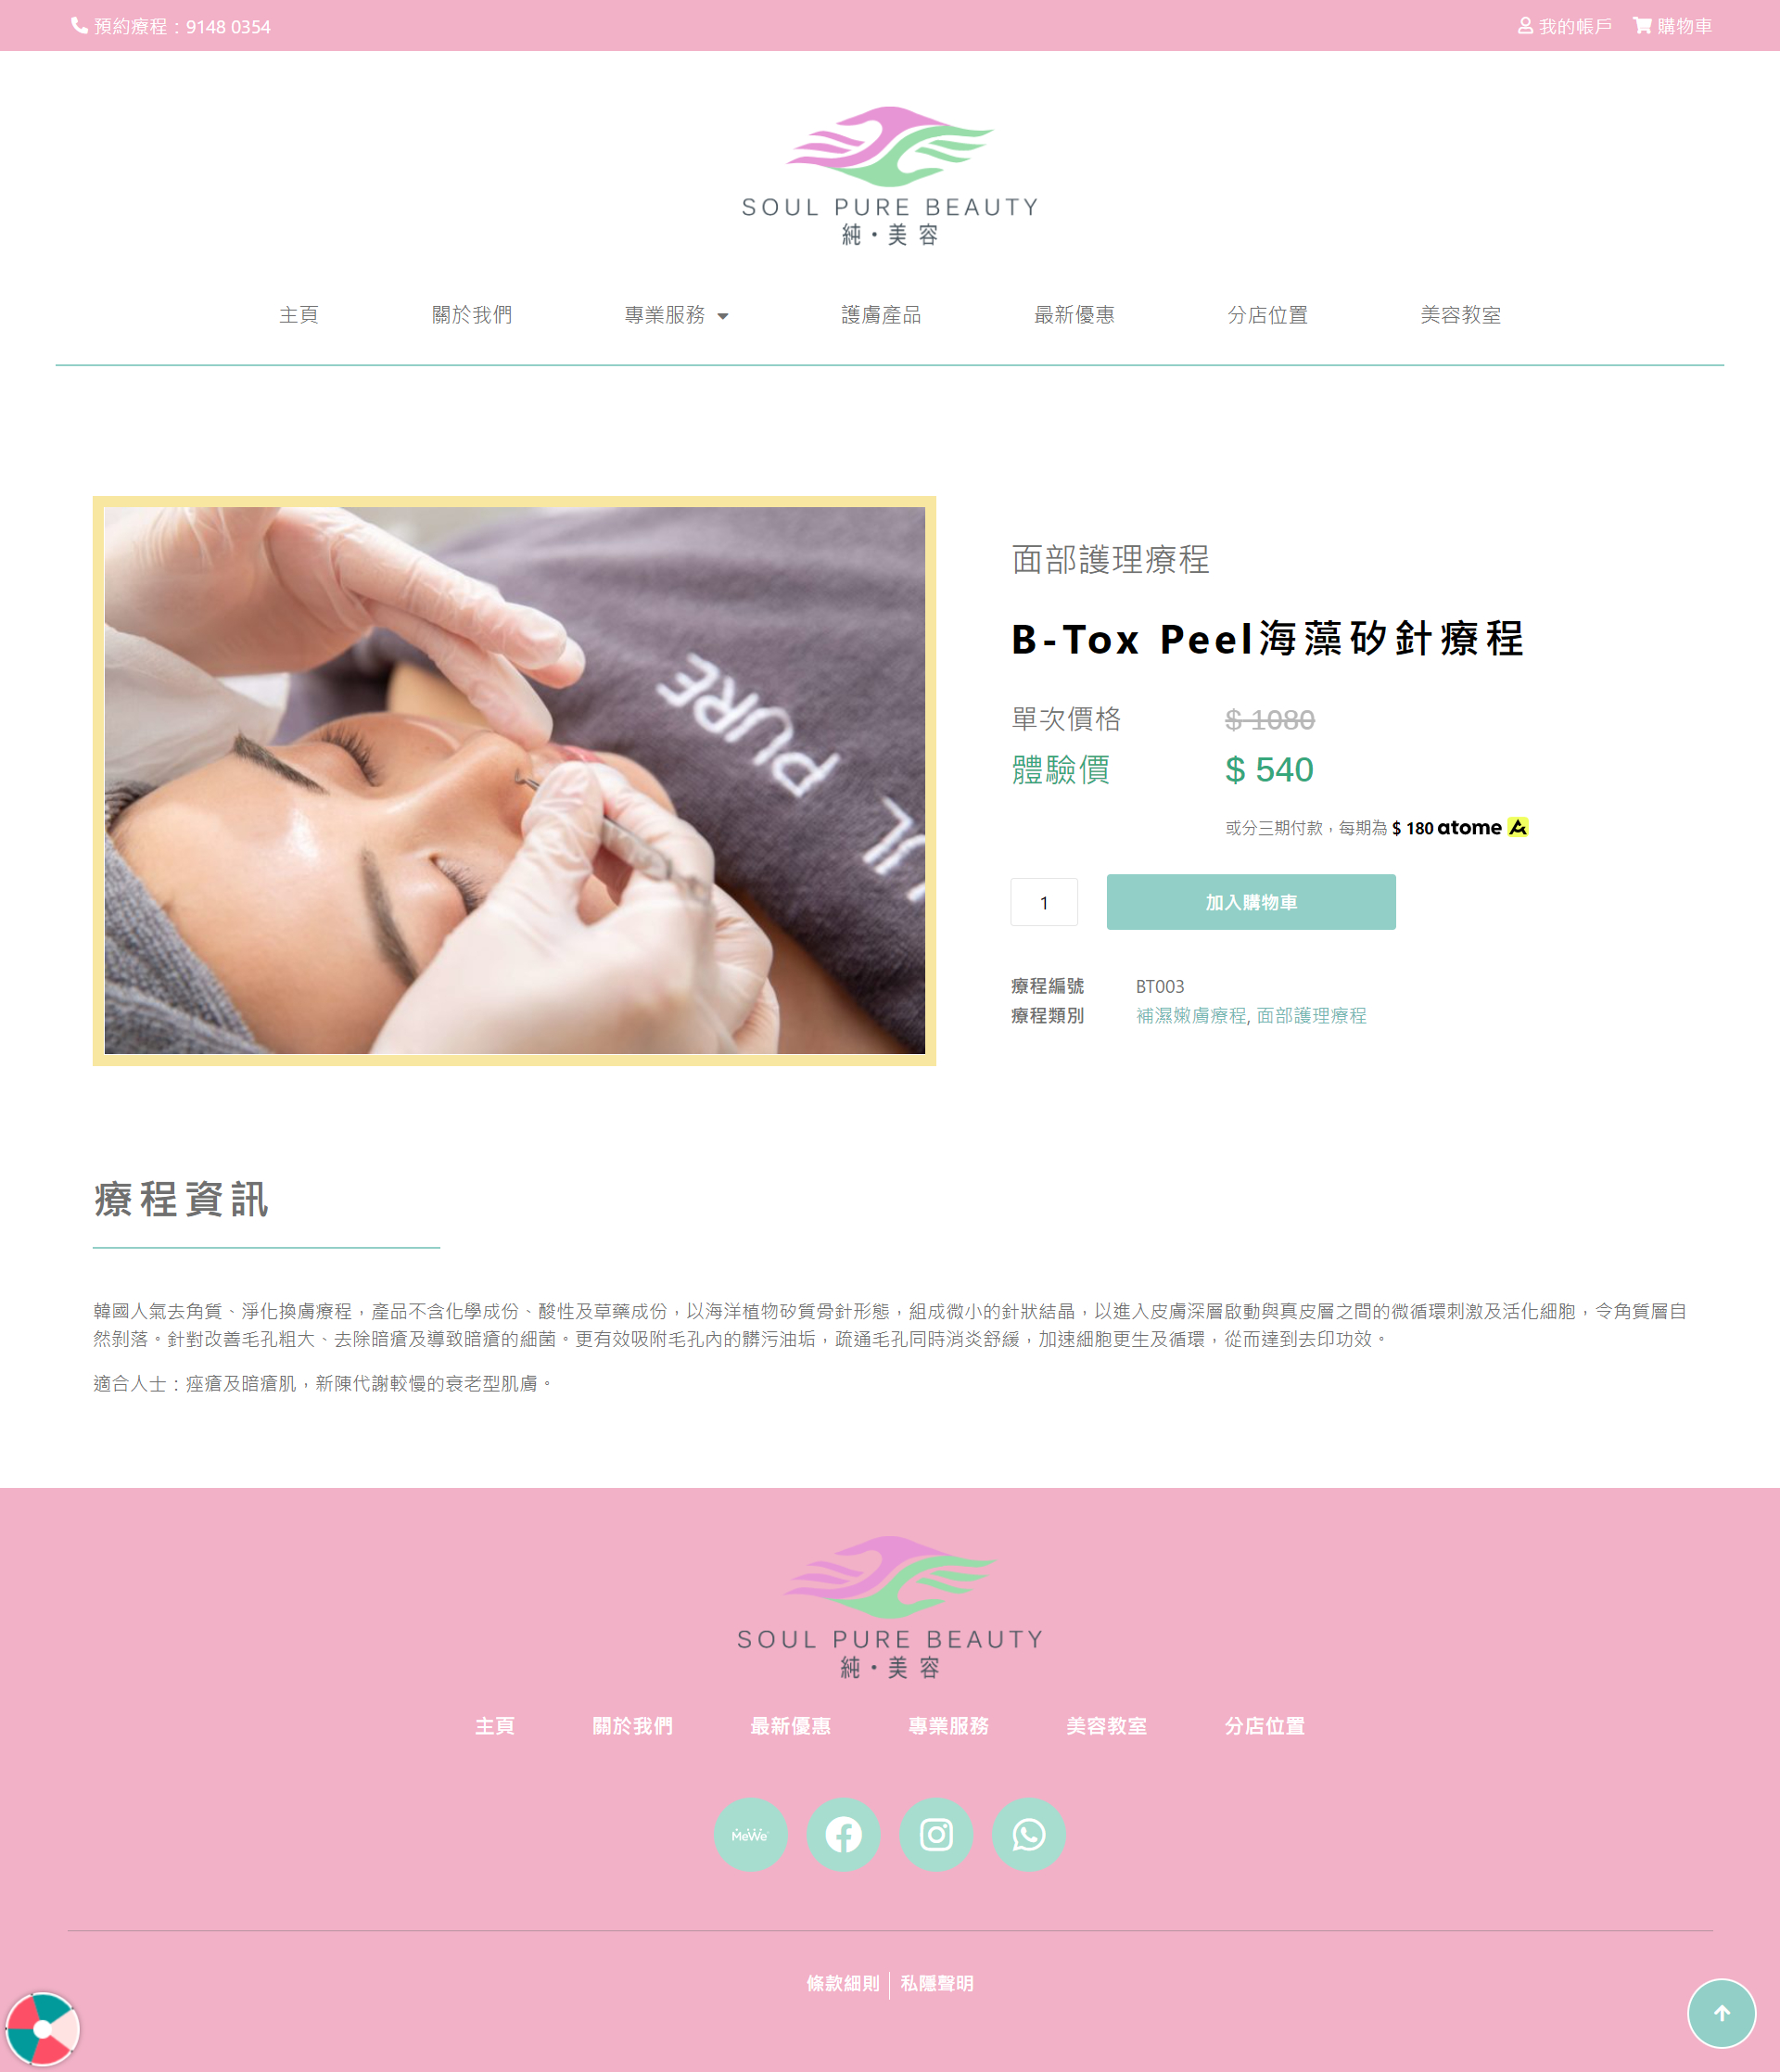 預約療程：9148 0354
我的帳戶 購物車
SOUL PURE BEAUTY
純・美 容
主頁 關於我們 專業服務 護膚產品 最新優惠 分店位置 美容教室
PURE
面部護理療程
B-Tox Peel海藻矽針療程
單次價格 $ 1080
體驗價 $ 540
或分三期付款，每期為 $ 180 atome
1 加入購物車
療程編號 BT003
療程類別 補濕嫩膚療程, 面部護理療程
療程資訊
韓國人氣去角質、淨化換膚療程，產品不含化學成份、酸性及草藥成份，以海洋植物矽質骨針形態，組成微小的針狀結晶，以進入皮膚深層啟動與真皮層之間的微循環刺激及活化細胞，令角質層自
然剝落。針對改善毛孔粗大、去除暗瘡及導致暗瘡的細菌。更有效吸附毛孔內的髒污油垢，疏通毛孔同時消炎舒緩，加速細胞更生及循環，從而達到去印功效。
適合人士：痤瘡及暗瘡肌，新陳代謝較慢的衰老型肌膚。
SOUL PURE BEAUTY
純・美 容
主頁 關於我們 最新優惠 專業服務 美容教室 分店位置
MeWe
條款細則 私隱聲明